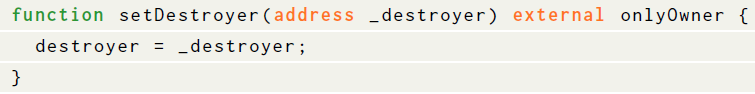 function setDestroyer(address _destroyer) external onlyOwner {
  destroyer = _destroyer;
}